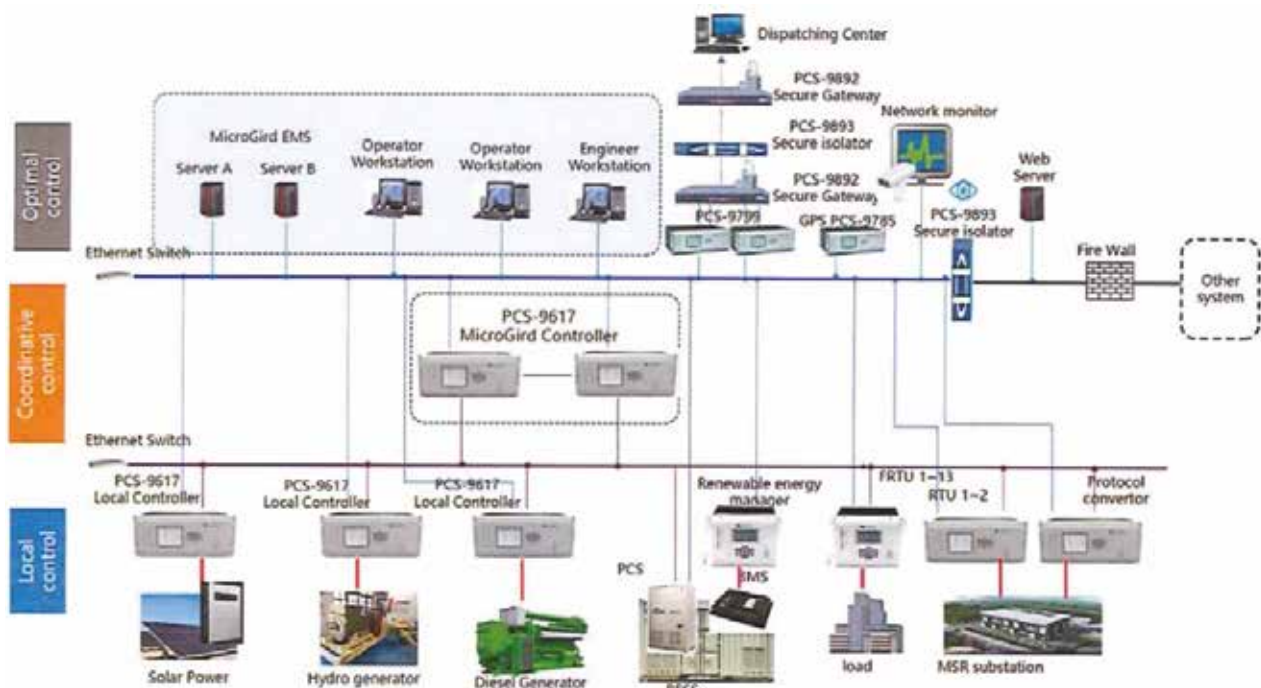 Dispatching Center
PCS-9892
Secure Gateway
PCS-9893
Secure isolator
PCS-9892
Secure Gateway
PCS-9799
GPS PCS-9785
Network monitor
Web
Server
PCS-9893
Secure isolator
Fire Wall
Other
system
Optimal
control
MicroGird EMS
Server A
Server B
Operator
Workstation
Operator
Workstation
Engineer
Workstation
Ethernet Switch
Coordinative
control
PCS-9617
MicroGird Controller
Ethernet Switch
Local
control
PCS-9617
Local Controller
PCS-9617
Local Controller
PCS-9617
Local Controller
Renewable energy
manager
FRTU 1~13
RTU 1~2
Protocol
convertor
PCS
BMS
Solar Power
Hydro generator
Diesel Generator
BESS
load
MSR substation